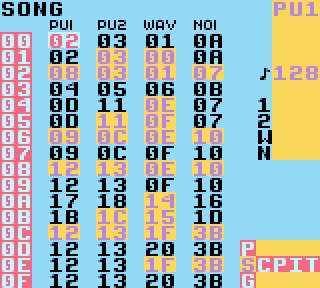 SONG PU1
PU1 PU2 WAV NOI
00 02 03 01 0A
01 02 03 00 0A
02 08 03 01 07 ♪128
03 04 05 06 0B
04 0D 11 0E 07 1
05 0D 11 0E 07 2
06 09 0C 0E 10 W
07 09 0C 0F 10 N
08 12 13 0E 10
09 12 13 0F 10
0A 17 18 14 16
0B 1B 1C 15 1D
0C 12 13 1F 3B
0D 12 13 20 3B P
0E 12 13 1F 3B SCPIT
0F 12 13 20 3B G